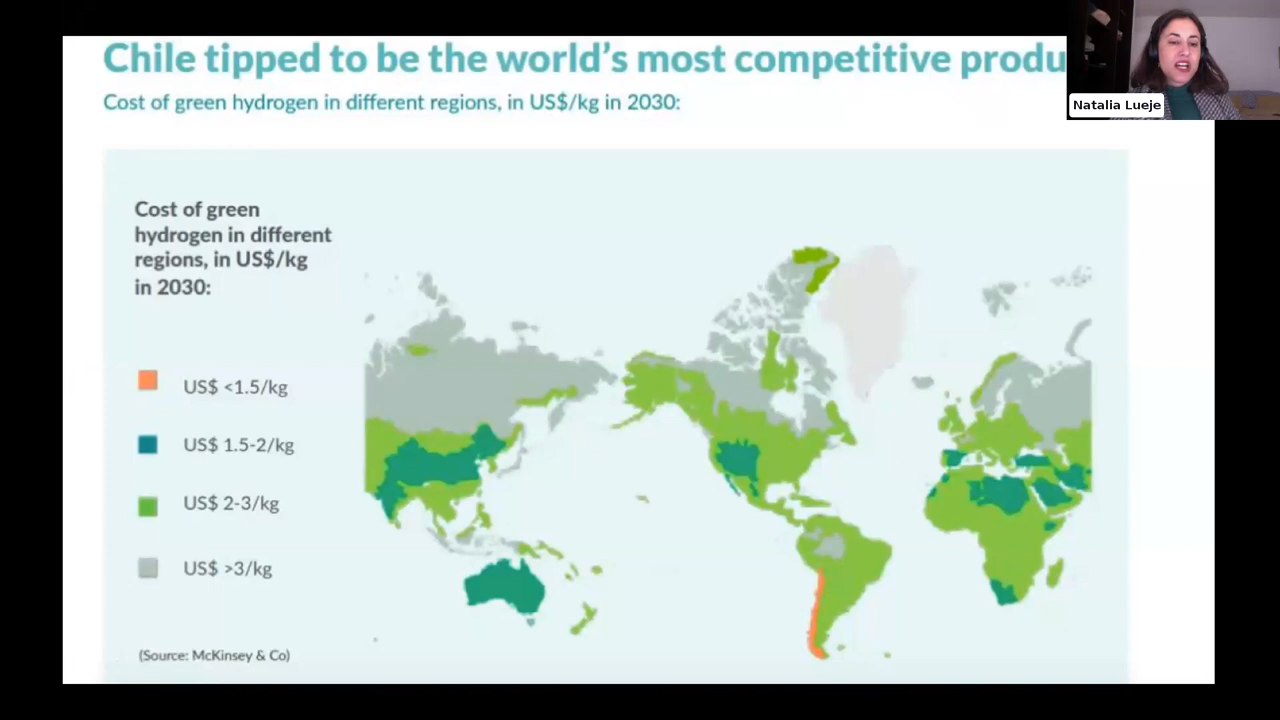 Chile tipped to be the world's most competitive produ
Natalia Lueje
Cost of green hydrogen in different regions, in US$/kg in 2030:
Cost of green
hydrogen in different
regions, in US$/kg
in 2030:
US$ <1.5/kg
US$ 1.5-2/kg
US$ 2-3/kg
US$ >3/kg
(Source: McKinsey & Co)